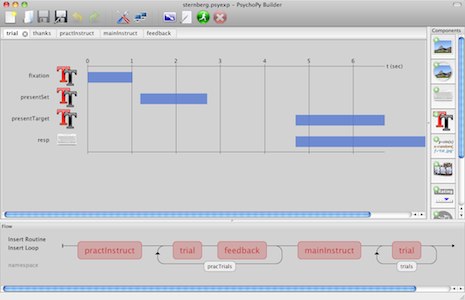 sternberg.psyexp - PsychoPy Builder
trial thanks practInstruct mainInstruct feedback
Components
0 1 2 3 4 5 6 t (sec)
fixation
presentSet
presentTarget
resp
Flow
Insert Routine
Insert Loop
namespace
practInstruct trial feedback mainInstruct trial
pracTrials trials